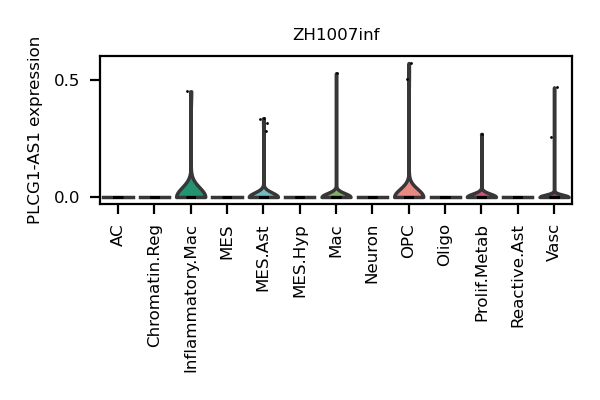 ZH1007inf
PLCG1-AS1 expression
0.5
0.0
AC
Chromatin.Reg
Inflammatory.Mac
MES
MES.Ast
MES.Hyp
Mac
Neuron
OPC
Oligo
Prolif.Metab
Reactive.Ast
Vasc